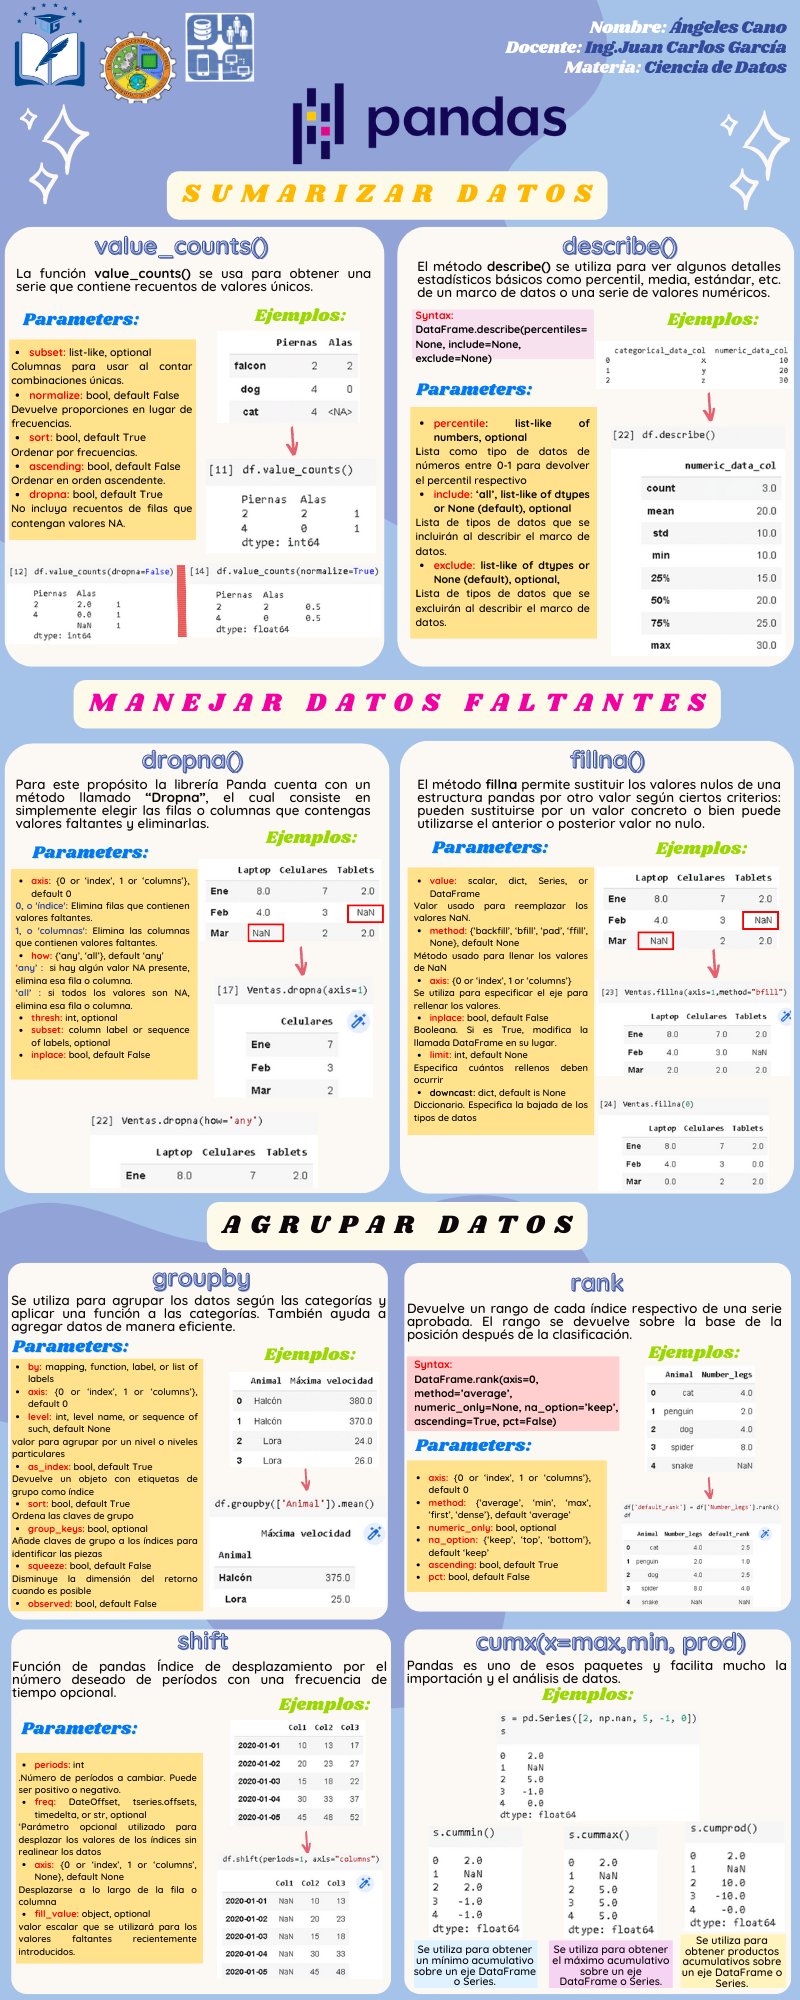 Nombre: Ángeles Cano
Docente: Ing.Juan Carlos García
Materia: Ciencia de Datos
pandas
SUMARIZAR DATOS
value_counts()
La función value_counts() se usa para obtener una
serie que contiene recuentos de valores únicos.
Parameters:
• subset: list-like, optional
Columnas para usar al contar
combinaciones únicas.
• normalize: bool, default False
Devuelve proporciones en lugar de
frecuencias.
• sort: bool, default True
Ordenar por frecuencias.
• ascending: bool, default False
Ordenar en orden ascendente.
• dropna: bool, default True
No incluya recuentos de filas que
contengan valores NA.
Ejemplos:
Piernas Alas
falcon 2 2
dog 4 0
cat 4 <NA>
[11] df.value_counts()
Piernas Alas
2 2 1
4 0 1
dtype: int64
[12] df.value_counts(dropna=False)
Piernas Alas
2 2.0 1
4 0.0 1
NaN 1
dtype: int64
[14] df.value_counts(normalize=True)
Piernas Alas
2 2 0.5
4 0 0.5
dtype: float64
describe()
El método describe() se utiliza para ver algunos detalles
estadísticos básicos como percentil, media, estándar, etc.
de un marco de datos o una serie de valores numéricos.
Syntax:
DataFrame.describe(percentiles=
None, include=None,
exclude=None)
Parameters:
• percentile: list-like of
numbers, optional
Lista como tipo de datos de
números entre 0-1 para devolver
el percentil respectivo
• include: ‘all’, list-like of dtypes
or None (default), optional
Lista de tipos de datos que se
incluirán al describir el marco de
datos.
• exclude: list-like of dtypes or
None (default), optional,
Lista de tipos de datos que se
excluirán al describir el marco de
datos.
Ejemplos:
categorical_data_col numeric_data_col
0 x 10
1 y 20
2 z 30
[22] df.describe()
numeric_data_col
count 3.0
mean 20.0
std 10.0
min 10.0
25% 15.0
50% 20.0
75% 25.0
max 30.0
MANEJAR DATOS FALTANTES
dropna()
Para este propósito la librería Panda cuenta con un
método llamado “Dropna”, el cual consiste en
simplemente elegir las filas o columnas que contengas
valores faltantes y eliminarlas.
Parameters:
• axis: {0 or ‘index’, 1 or ‘columns’},
default 0
0, o ‘índice’: Elimina filas que contienen
valores faltantes.
1, o ‘columnas’: Elimina las columnas
que contienen valores faltantes.
• how: {‘any’, ‘all’}, default ‘any’
‘any’ : si hay algún valor NA presente,
elimina esa fila o columna.
‘all’ : si todos los valores son NA,
elimina esa fila o columna.
• thresh: int, optional
• subset: column label or sequence
of labels, optional
• inplace: bool, default False
Ejemplos:
Laptop Celulares Tablets
Ene 8.0 7 2.0
Feb 4.0 3 NaN
Mar NaN 2 2.0
[17] Ventas.dropna(axis=1)
Celulares
Ene 7
Feb 3
Mar 2
[22] Ventas.dropna(how='any')
Laptop Celulares Tablets
Ene 8.0 7 2.0
fillna()
El método fillna permite sustituir los valores nulos de una
estructura pandas por otro valor según ciertos criterios:
pueden sustituirse por un valor concreto o bien puede
utilizarse el anterior o posterior valor no nulo.
Parameters:
• value: scalar, dict, Series, or
DataFrame
Valor usado para reemplazar los
valores NaN.
• method: {‘backfill’, ‘bfill’, ‘pad’, ‘ffill’,
None}, default None
Método usado para llenar los valores
de NaN
• axis: {0 or ‘index’, 1 or ‘columns’}
Se utiliza para especificar el eje para
rellenar los valores.
• inplace: bool, default False
Booleana. Si es True, modifica la
llamada DataFrame en su lugar.
• limit: int, default None
Especifica cuántos rellenos deben
ocurrir
• downcast: dict, default is None
Diccionario. Especifica la bajada de los
tipos de datos
Ejemplos:
Laptop Celulares Tablets
Ene 8.0 7 2.0
Feb 4.0 3 NaN
Mar NaN 2 2.0
[23] Ventas.fillna(axis=1,method="bfill")
Laptop Celulares Tablets
Ene 8.0 7.0 2.0
Feb 4.0 3.0 NaN
Mar 2.0 2.0 2.0
[24] Ventas.fillna(0)
Laptop Celulares Tablets
Ene 8.0 7 2.0
Feb 4.0 3 0.0
Mar 0.0 2 2.0
AGRUPAR DATOS
groupby
Se utiliza para agrupar los datos según las categorías y
aplicar una función a las categorías. También ayuda a
agregar datos de manera eficiente.
Parameters:
• by: mapping, function, label, or list of
labels
• axis: {0 or ‘index’, 1 or ‘columns’},
default 0
• level: int, level name, or sequence of
such, default None
valor para agrupar por un nivel o niveles
particulares
• as_index: bool, default True
Devuelve un objeto con etiquetas de
grupo como índice
• sort: bool, default True
Ordena las claves de grupo
• group_keys: bool, optional
Añade claves de grupo a los índices para
identificar las piezas
• squeeze: bool, default False
Disminuye la dimensión del retorno
cuando es posible
• observed: bool, default False
Ejemplos:
Animal Máxima velocidad
0 Halcón 380.0
1 Halcón 370.0
2 Lora 24.0
3 Lora 26.0
df.groupby(['Animal']).mean()
Máxima velocidad
Animal
Halcón 375.0
Lora 25.0
rank
Devuelve un rango de cada índice respectivo de una serie
aprobada. El rango se devuelve sobre la base de la
posición después de la clasificación.
Syntax:
DataFrame.rank(axis=0,
method=‘average’,
numeric_only=None, na_option=‘keep’,
ascending=True, pct=False)
Parameters:
• axis: {0 or ‘index’, 1 or ‘columns’},
default 0
• method: {‘average’, ‘min’, ‘max’,
‘first’, ‘dense’}, default ‘average’
• numeric_only: bool, optional
• na_option: {‘keep’, ‘top’, ‘bottom’},
default ‘keep’
• ascending: bool, default True
• pct: bool, default False
Ejemplos:
Animal Number_legs
0 cat 4.0
1 penguin 2.0
2 dog 4.0
3 spider 8.0
4 snake NaN
df['default_rank'] = df['Number_legs'].rank()
df
Animal Number_legs default_rank
0 cat 4.0 2.5
1 penguin 2.0 1.0
2 dog 4.0 2.5
3 spider 8.0 4.0
4 snake NaN NaN
shift
Función de pandas Índice de desplazamiento por el
número deseado de períodos con una frecuencia de
tiempo opcional.
Parameters:
• periods: int
.Número de períodos a cambiar. Puede
ser positivo o negativo.
• freq: DateOffset, tseries.offsets,
timedelta, or str, optional
'Parámetro opcional utilizado para
desplazar los valores de los índices sin
realinear los datos
• axis: {0 or ‘index’, 1 or ‘columns’,
None}, default None
Desplazarse a lo largo de la fila o
columna
• fill_value: object, optional
valor escalar que se utilizará para los
valores faltantes recientemente
introducidos.
Ejemplos:
Col1 Col2 Col3
2020-01-01 10 13 17
2020-01-02 20 23 27
2020-01-03 15 18 22
2020-01-04 30 33 37
2020-01-05 45 48 52
df.shift(periods=1, axis="columns")
Col1 Col2 Col3
2020-01-01 NaN 10 13
2020-01-02 NaN 20 23
2020-01-03 NaN 15 18
2020-01-04 NaN 30 33
2020-01-05 NaN 45 48
cumx(x=max,min, prod)
Pandas es uno de esos paquetes y facilita mucho la
importación y el análisis de datos.
Ejemplos:
s = pd.Series([2, np.nan, 5, -1, 0])
s
0 2.0
1 NaN
2 5.0
3 -1.0
4 0.0
dtype: float64
s.cummin()
0 2.0
1 NaN
2 2.0
3 -1.0
4 -1.0
dtype: float64
Se utiliza para obtener
un mínimo acumulativo
sobre un eje DataFrame
o Series.
s.cummax()
0 2.0
1 NaN
2 5.0
3 5.0
4 5.0
dtype: float64
Se utiliza para obtener
el máximo acumulativo
sobre un eje
DataFrame o Series.
s.cumprod()
0 2.0
1 NaN
2 10.0
3 -10.0
4 -0.0
dtype: float64
Se utiliza para
obtener productos
acumulativos sobre
un eje DataFrame o
Series.